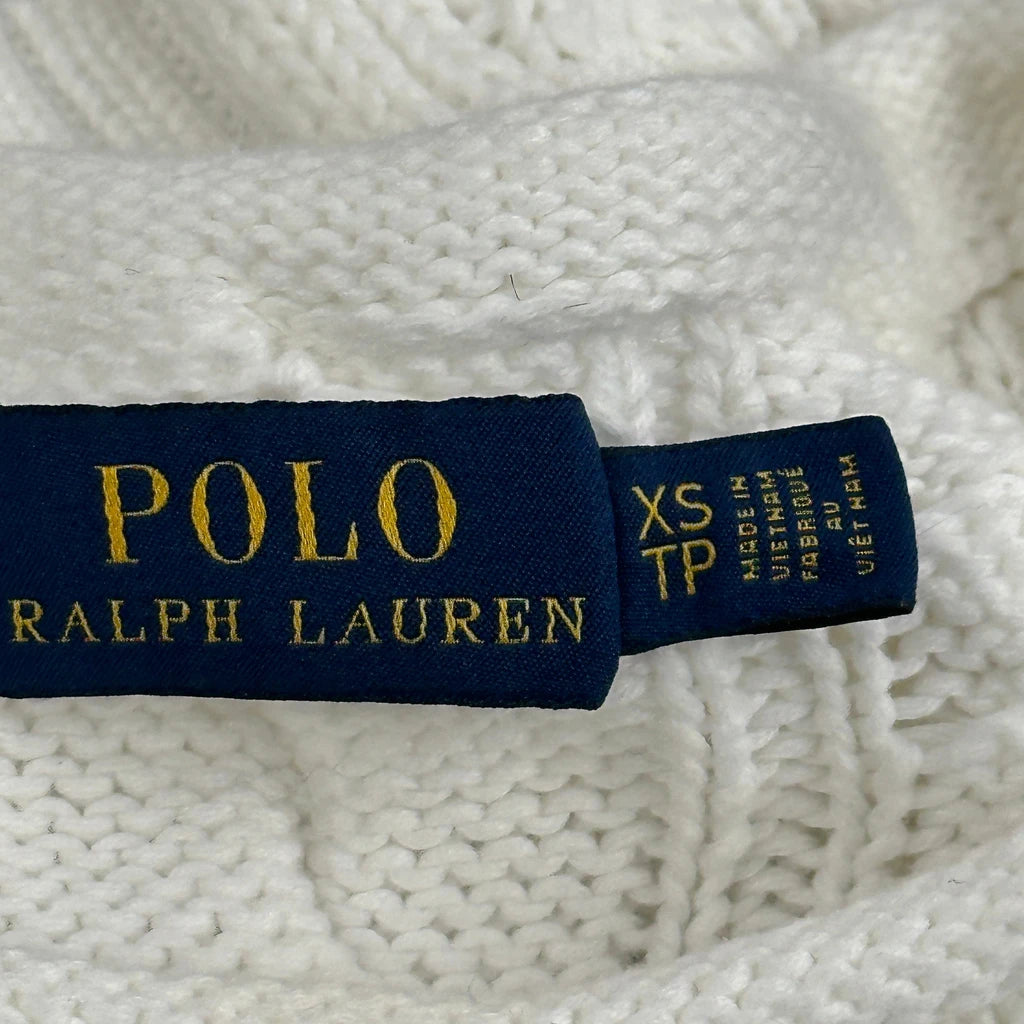 POLO
RALPH LAUREN
XS
TP
MADE IN
VIETNAM
FABRIQUÉ
AU
VIÊT NAM